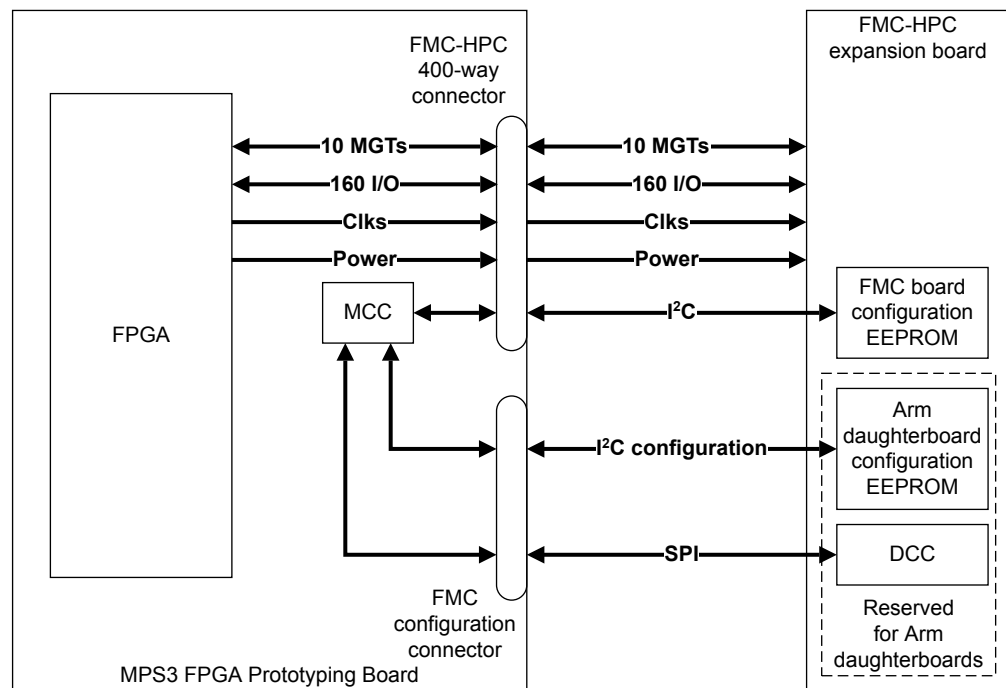 FMC-HPC
400-way
connector
FMC-HPC
expansion board
10 MGTs
10 MGTs
160 I/O
160 I/O
Clks
Clks
Power
Power
FPGA
MCC
I²C
FMC board
configuration
EEPROM
I²C configuration
Arm
daughterboard
configuration
EEPROM
SPI
DCC
FMC
configuration
connector
Reserved
for Arm
daughterboards
MPS3 FPGA Prototyping Board